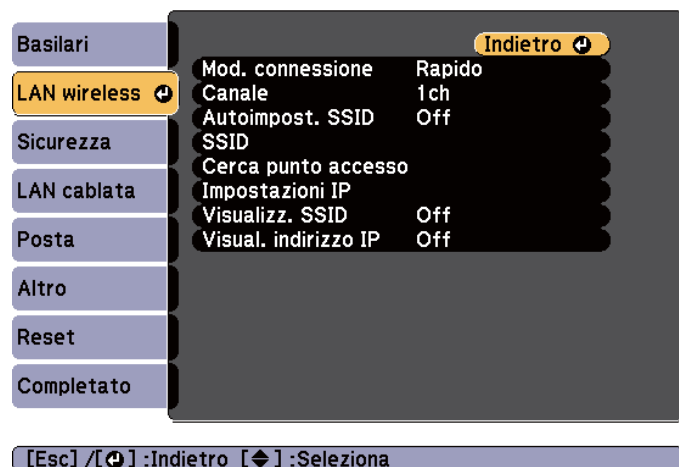 Basilari
LAN wireless
Sicurezza
LAN cablata
Posta
Altro
Reset
Completato
Indietro
Mod. connessione Rapido
Canale 1ch
Autoimpost. SSID Off
SSID
Cerca punto accesso
Impostazioni IP
Visualizz. SSID Off
Visual. indirizzo IP Off
[Esc] /[⏎] :Indietro [◆] :Seleziona